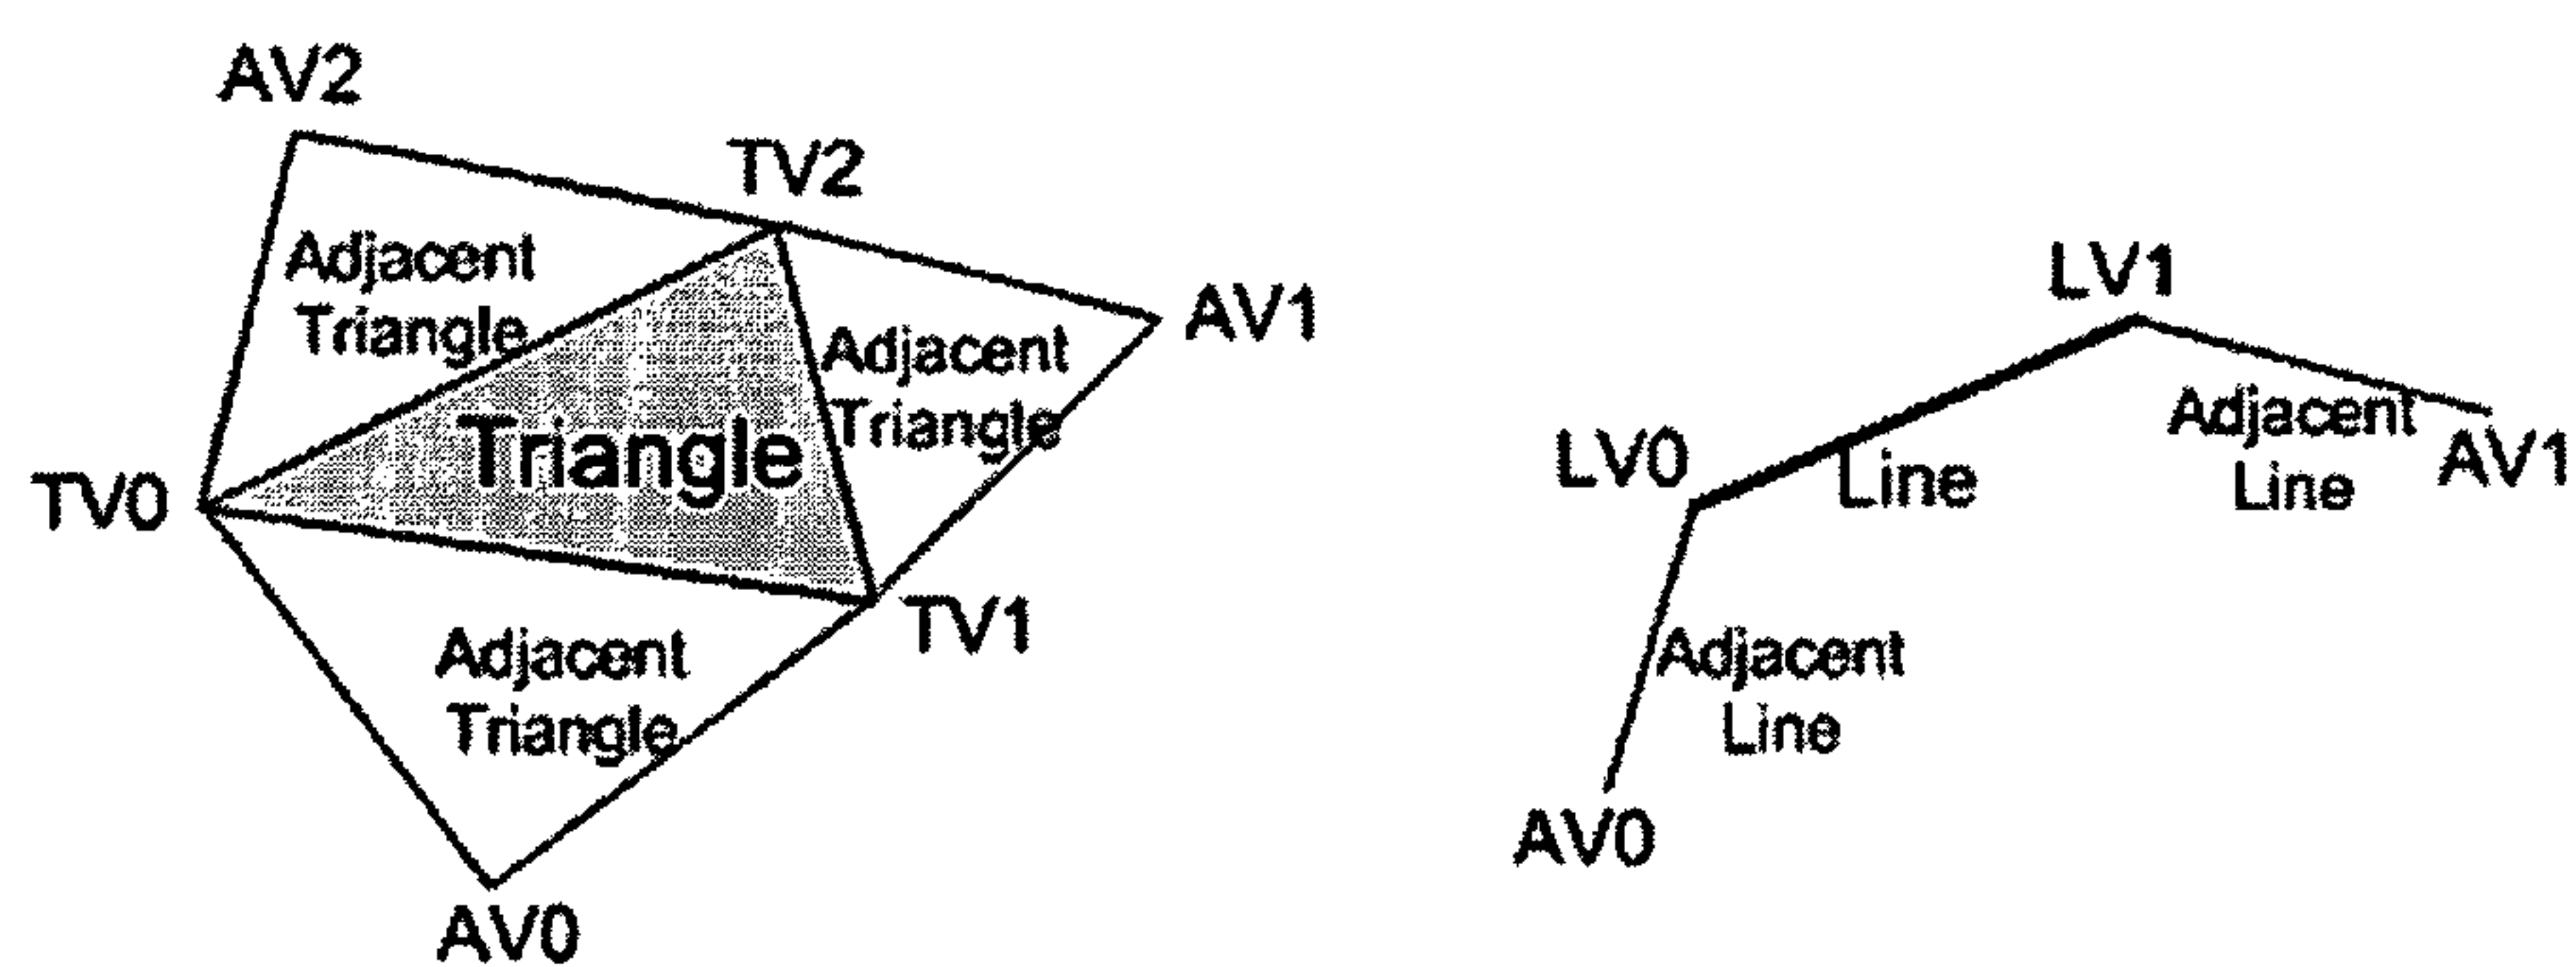 AV2
TV2
Adjacent
Triangle
AV1
Adjacent
Triangle
Triangle
TV0
TV1
Adjacent
Triangle
AV0
LV1
LV0
Line
Adjacent
Line
AV1
Adjacent
Line
AV0